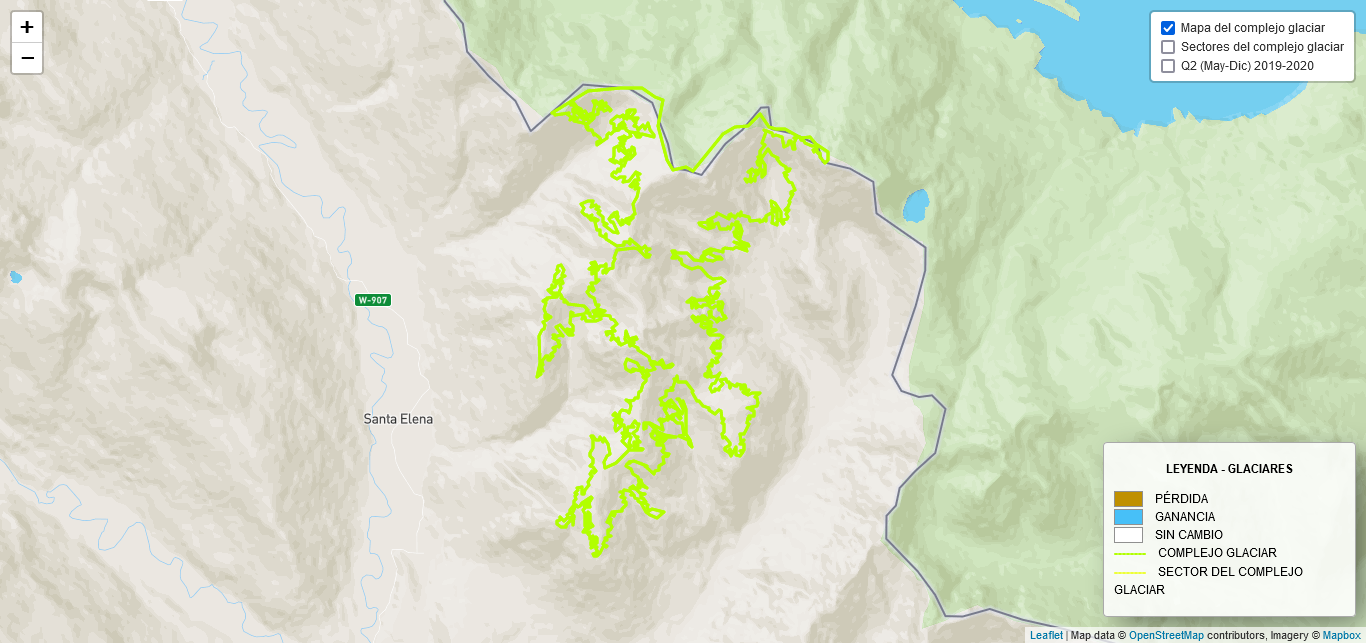 +
−
Mapa del complejo glaciar
Sectores del complejo glaciar
Q2 (May-Dic) 2019-2020
W-907
Santa Elena
LEYENDA - GLACIARES
PÉRDIDA
GANANCIA
SIN CAMBIO
COMPLEJO GLACIAR
SECTOR DEL COMPLEJO
GLACIAR
Leaflet | Map data © OpenStreetMap contributors, Imagery © Mapbox